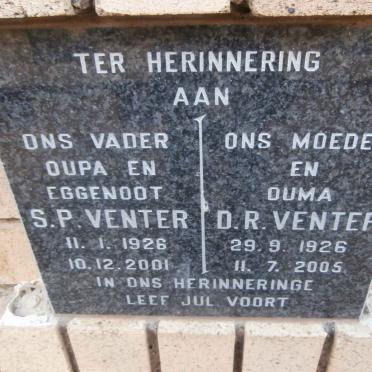 TER HERINNERING
AAN
ONS VADER
OUPA EN
EGGENOOT
S.P. VENTER
11. 1. 1926
10.12.2001
ONS MOEDE
EN
OUMA
D.R. VENTER
29. 9. 1926
11. 7. 2005
IN ONS HERINNERINGE
LEEF JUL VOORT